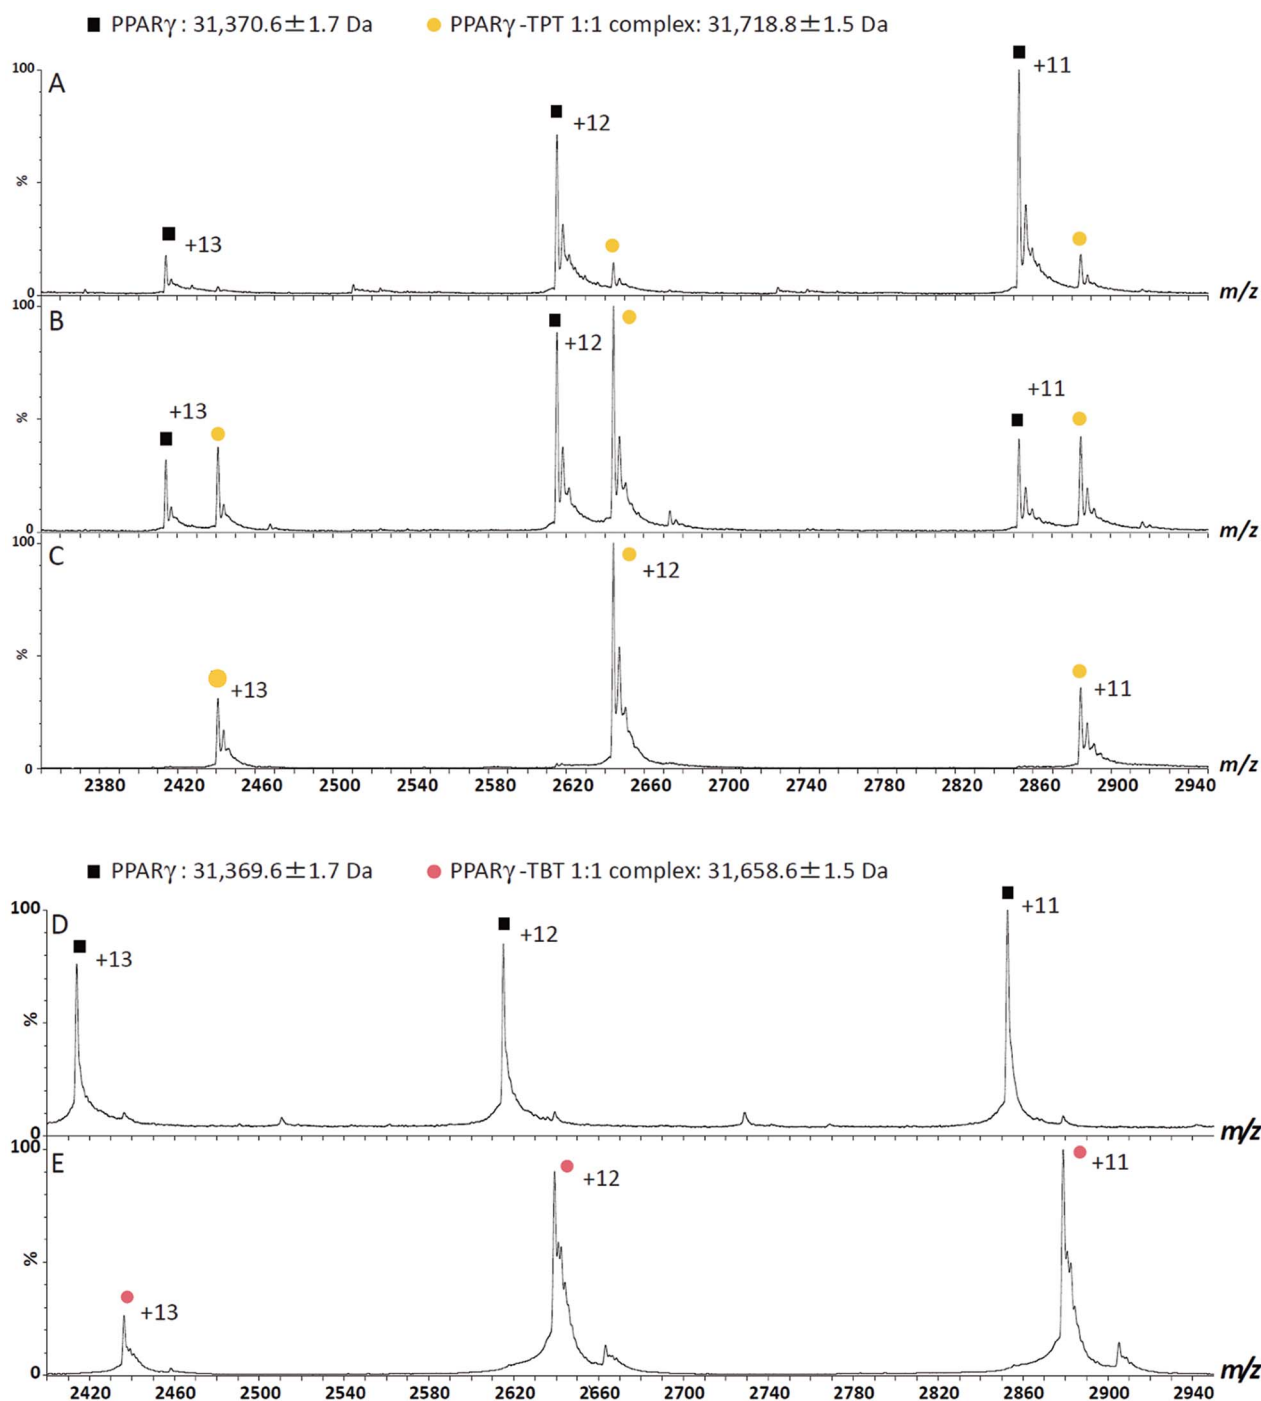 PPARγ : 31,370.6±1.7 Da PPARγ-TPT 1:1 complex: 31,718.8±1.5 Da
100 A +11
+12
%
+13
0 m/z
100 B +12
+13 +11
%
0 m/z
100 C +12
%
+13 +11
0 m/z
2380 2420 2460 2500 2540 2580 2620 2660 2700 2740 2780 2820 2860 2900 2940
PPARγ : 31,369.6±1.7 Da PPARγ-TBT 1:1 complex: 31,658.6±1.5 Da
100 D +11
+12
+13
%
0 m/z
100 E +12 +11
%
+13
0 m/z
2420 2460 2500 2540 2580 2620 2660 2700 2740 2780 2820 2860 2900 2940